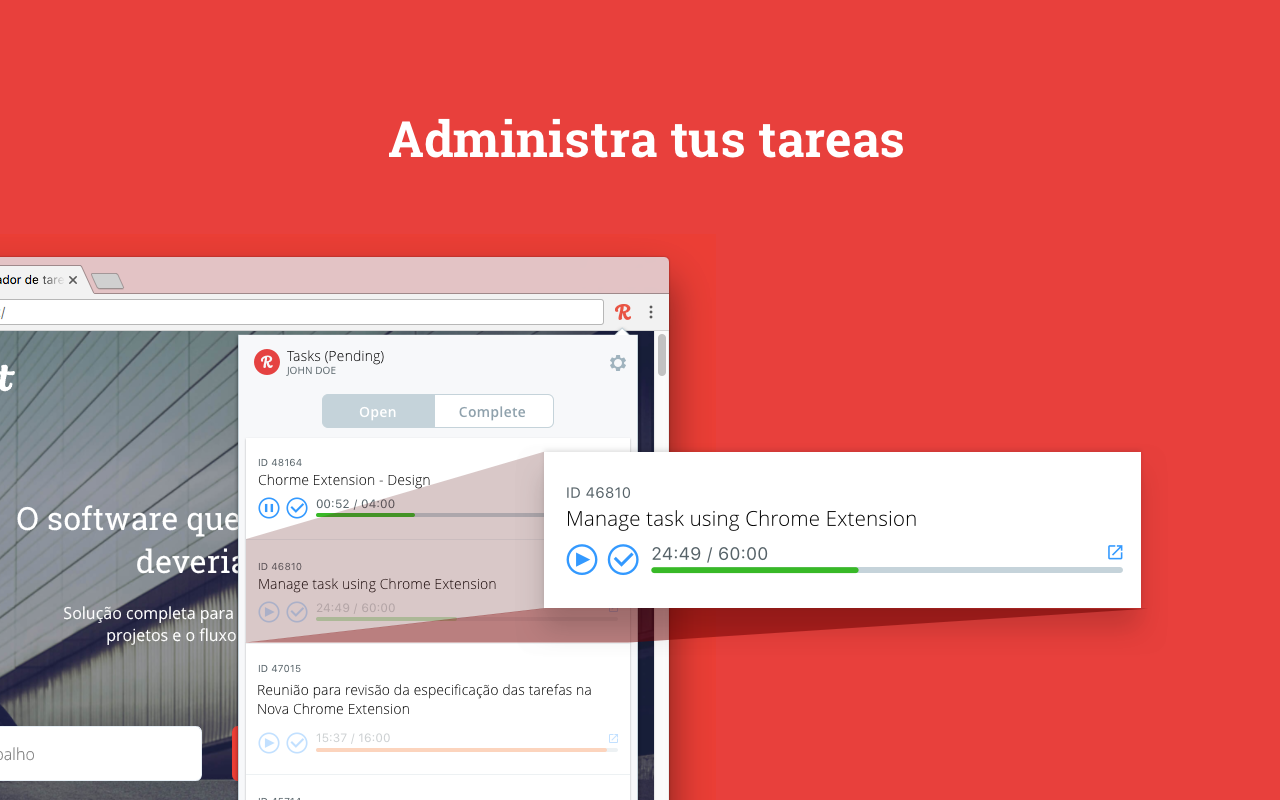 Administra tus tareas
ador de tare
/
R
R
Tasks (Pending)
JOHN DOE
Open
Complete
t
ID 48164
Chorme Extension - Design
00:52 / 04:00
ID 46810
Manage task using Chrome Extension
24:49 / 60:00
ID 46810
Manage task using Chrome Extension
24:49 / 60:00
O software que
deveria
Solução completa para
projetos e o fluxo
ID 47015
Reunião para revisão da especificação das tarefas na
Nova Chrome Extension
15:37 / 16:00
balho